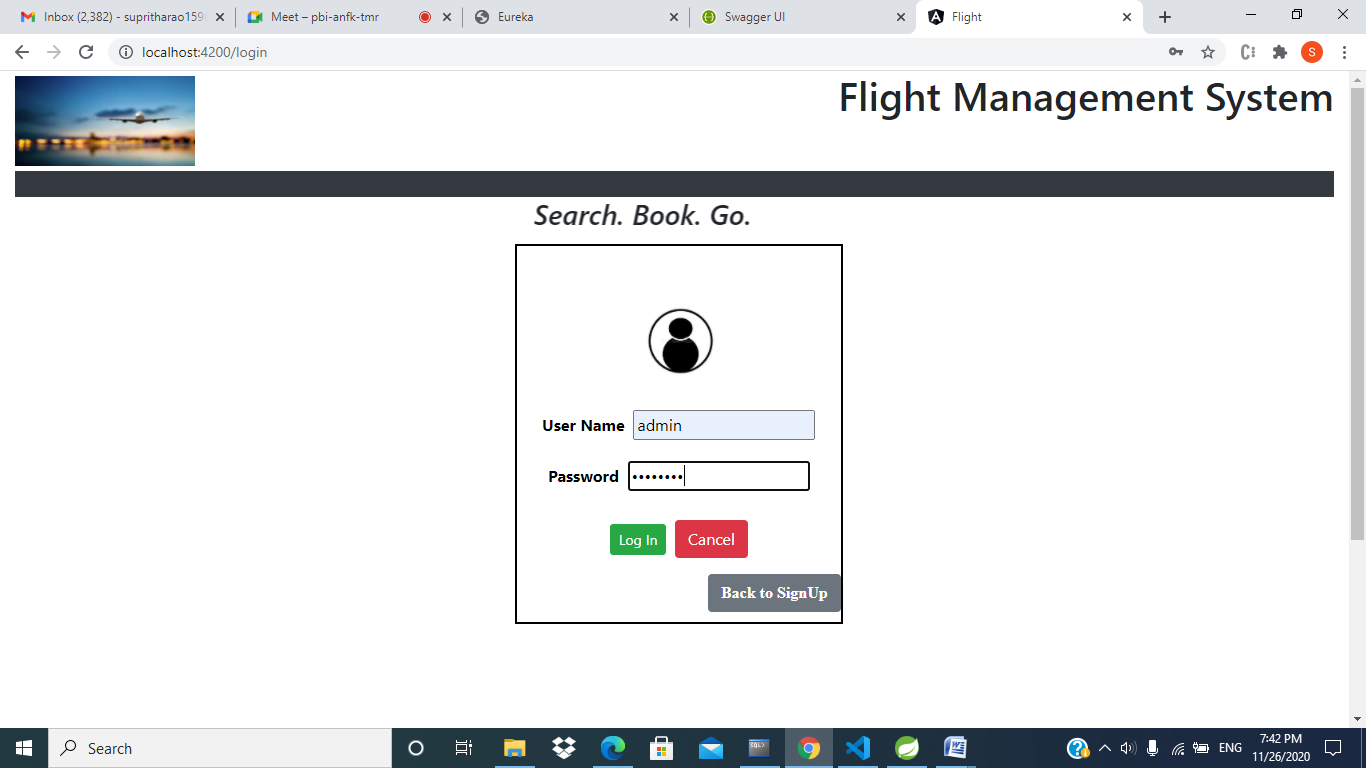 Inbox (2,382) - supritharao159
Meet – pbi-anfk-tmr
Eureka
Swagger UI
Flight
localhost:4200/login
S
Flight Management System
Search. Book. Go.
User Name admin
Password ••••••••
Log In Cancel
Back to SignUp
Search
SQL>
ENG
7:42 PM
11/26/2020